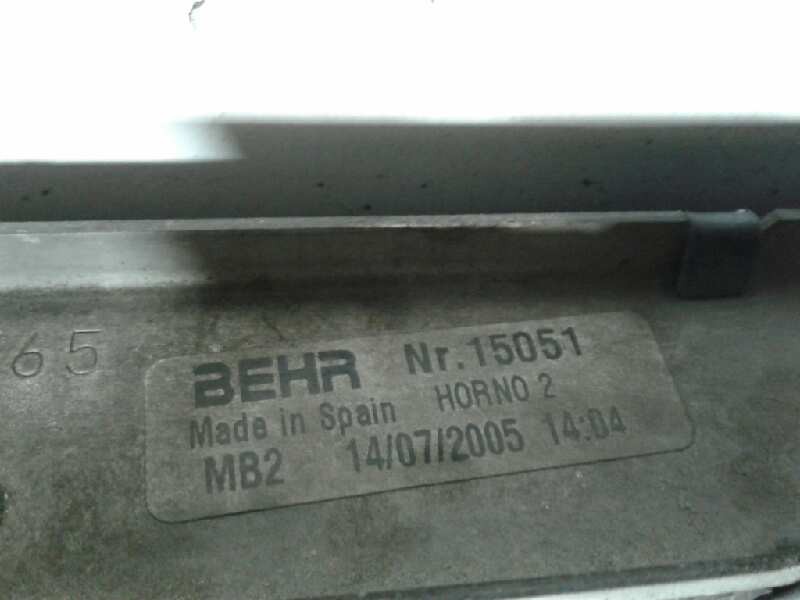 65
BEHR Nr.15051
Made in Spain HORNO 2
MB2 14/07/2005 14:04